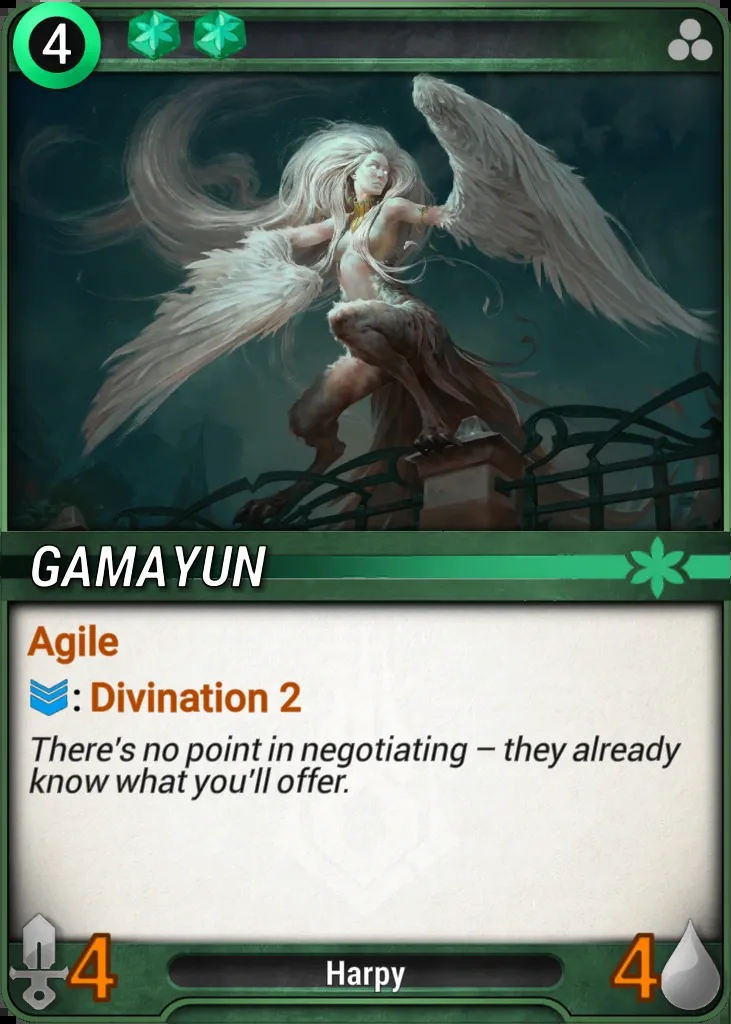 4
GAMAYUN
Agile
: Divination 2
There's no point in negotiating – they already
know what you'll offer.
4 Harpy 4